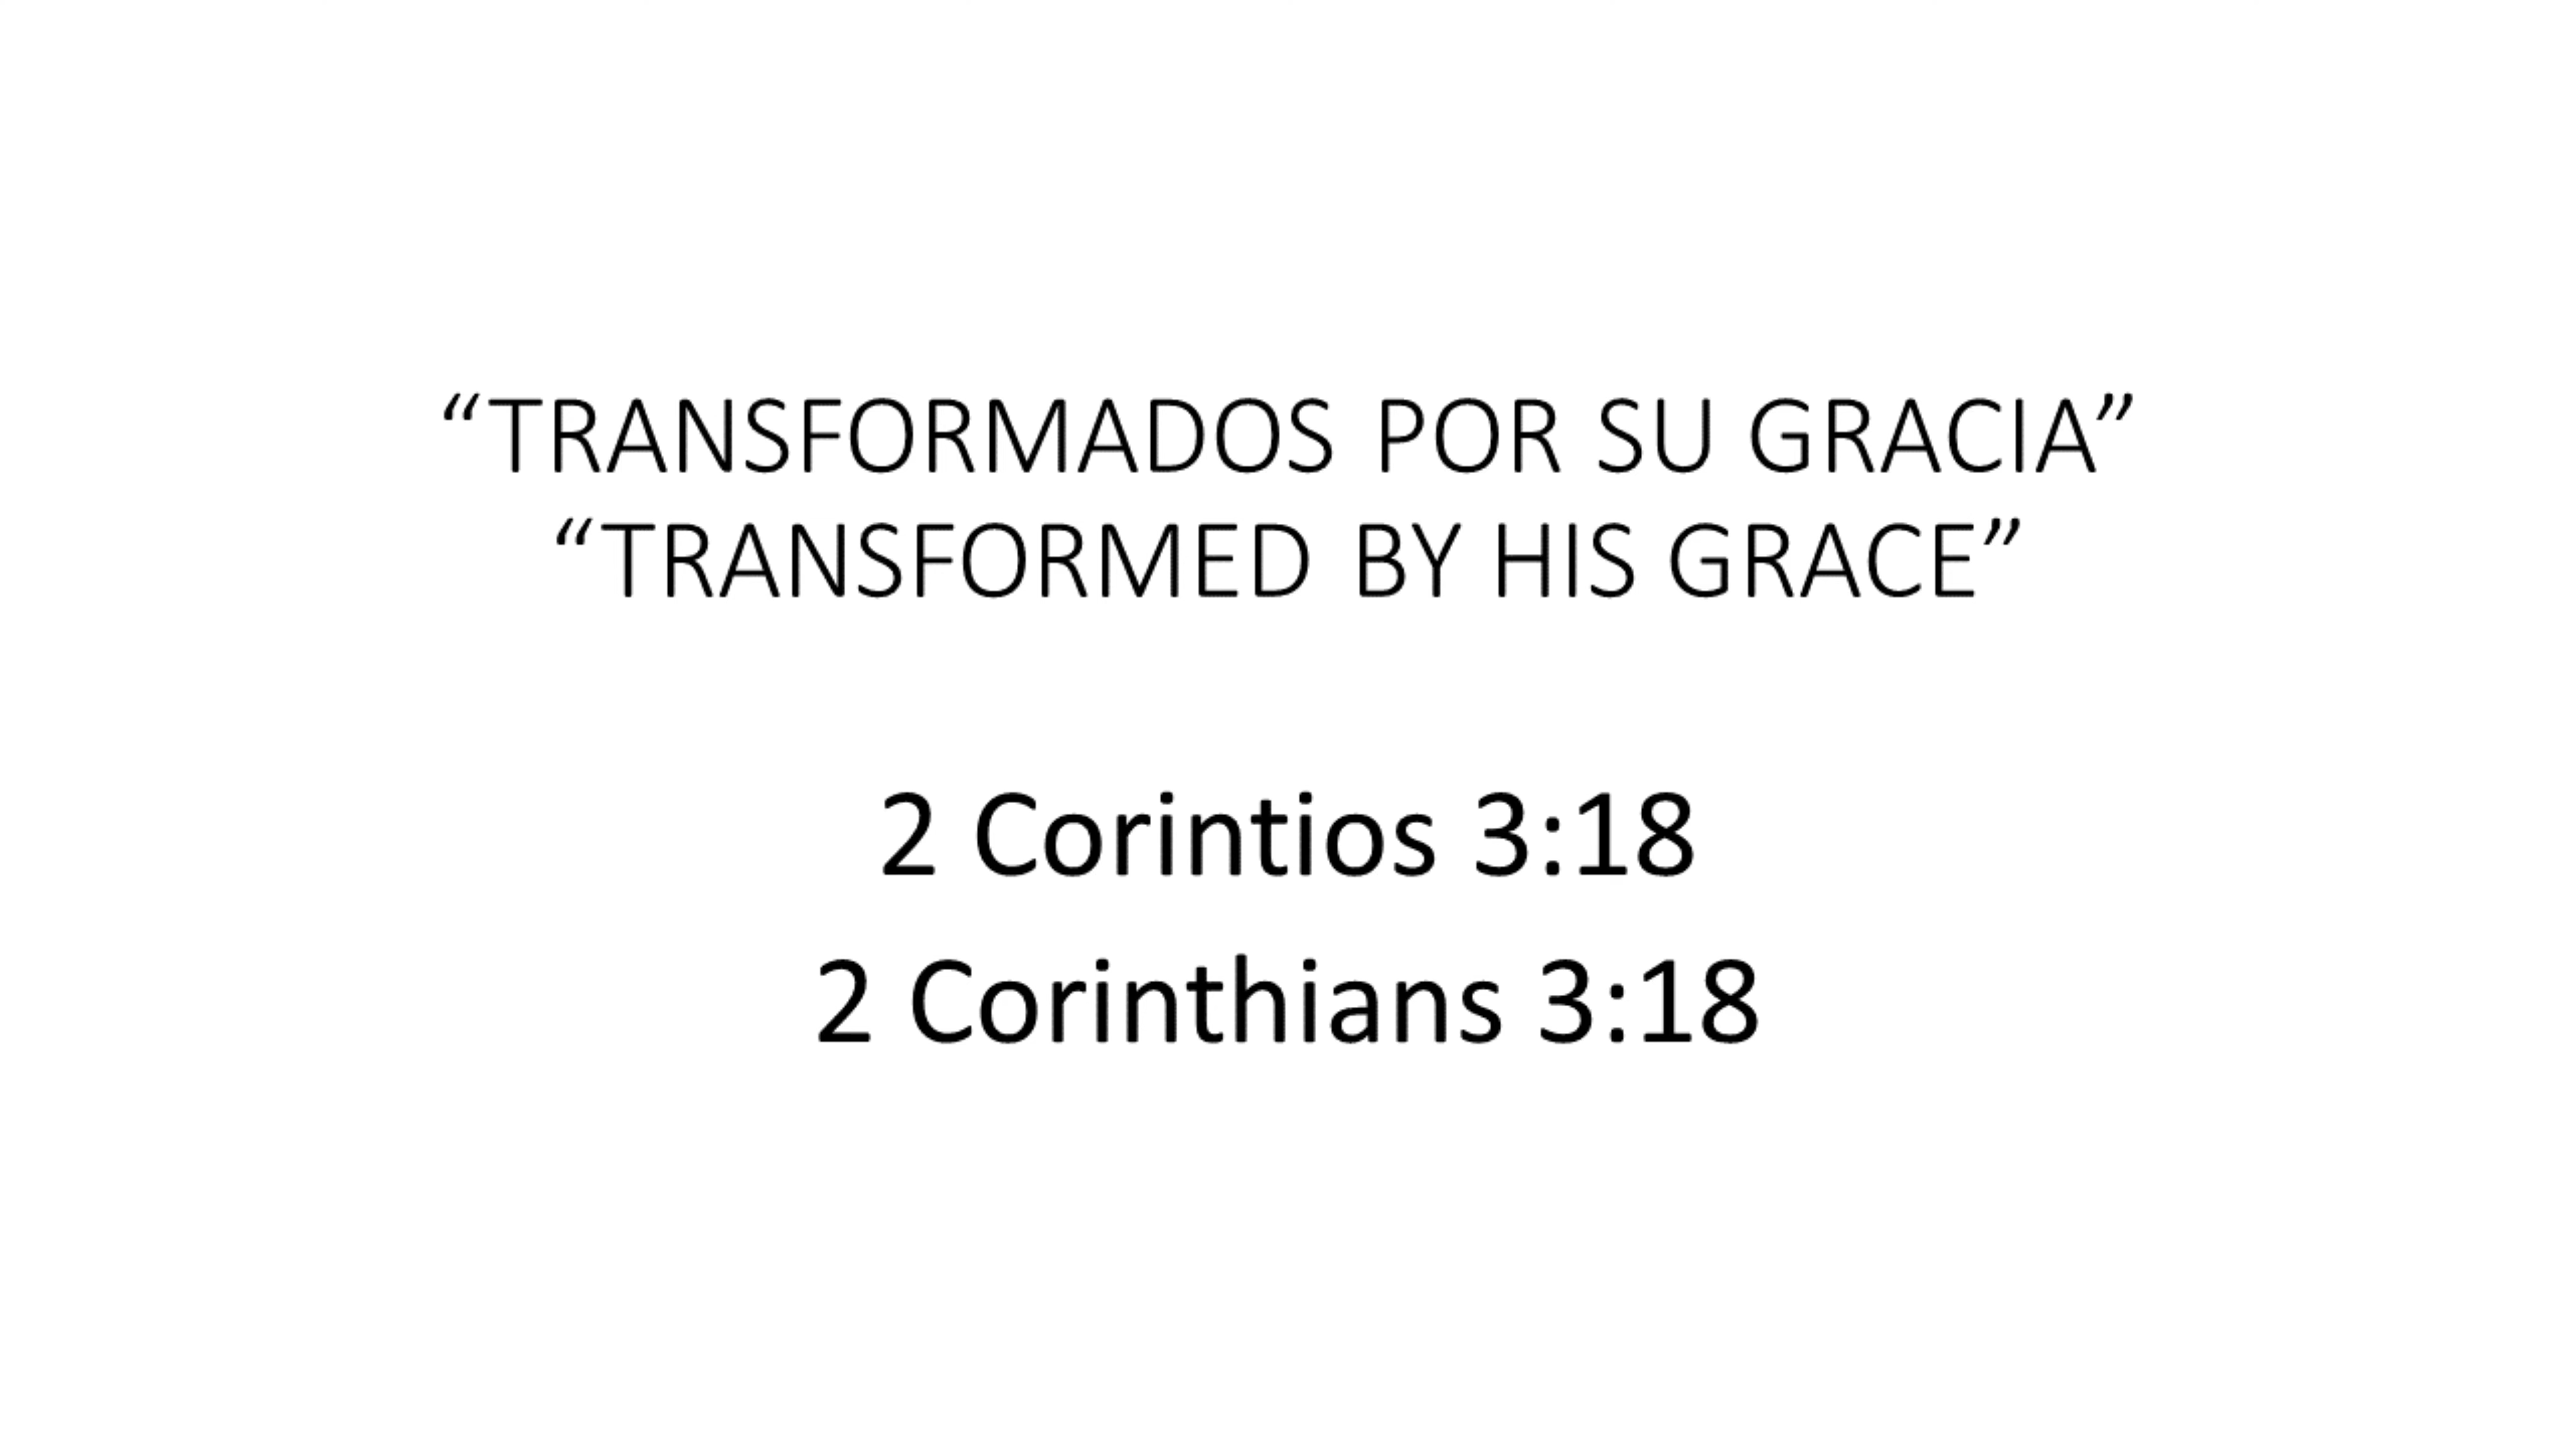 “TRANSFORMADOS POR SU GRACIA”
“TRANSFORMED BY HIS GRACE”
2 Corintios 3:18
2 Corinthians 3:18